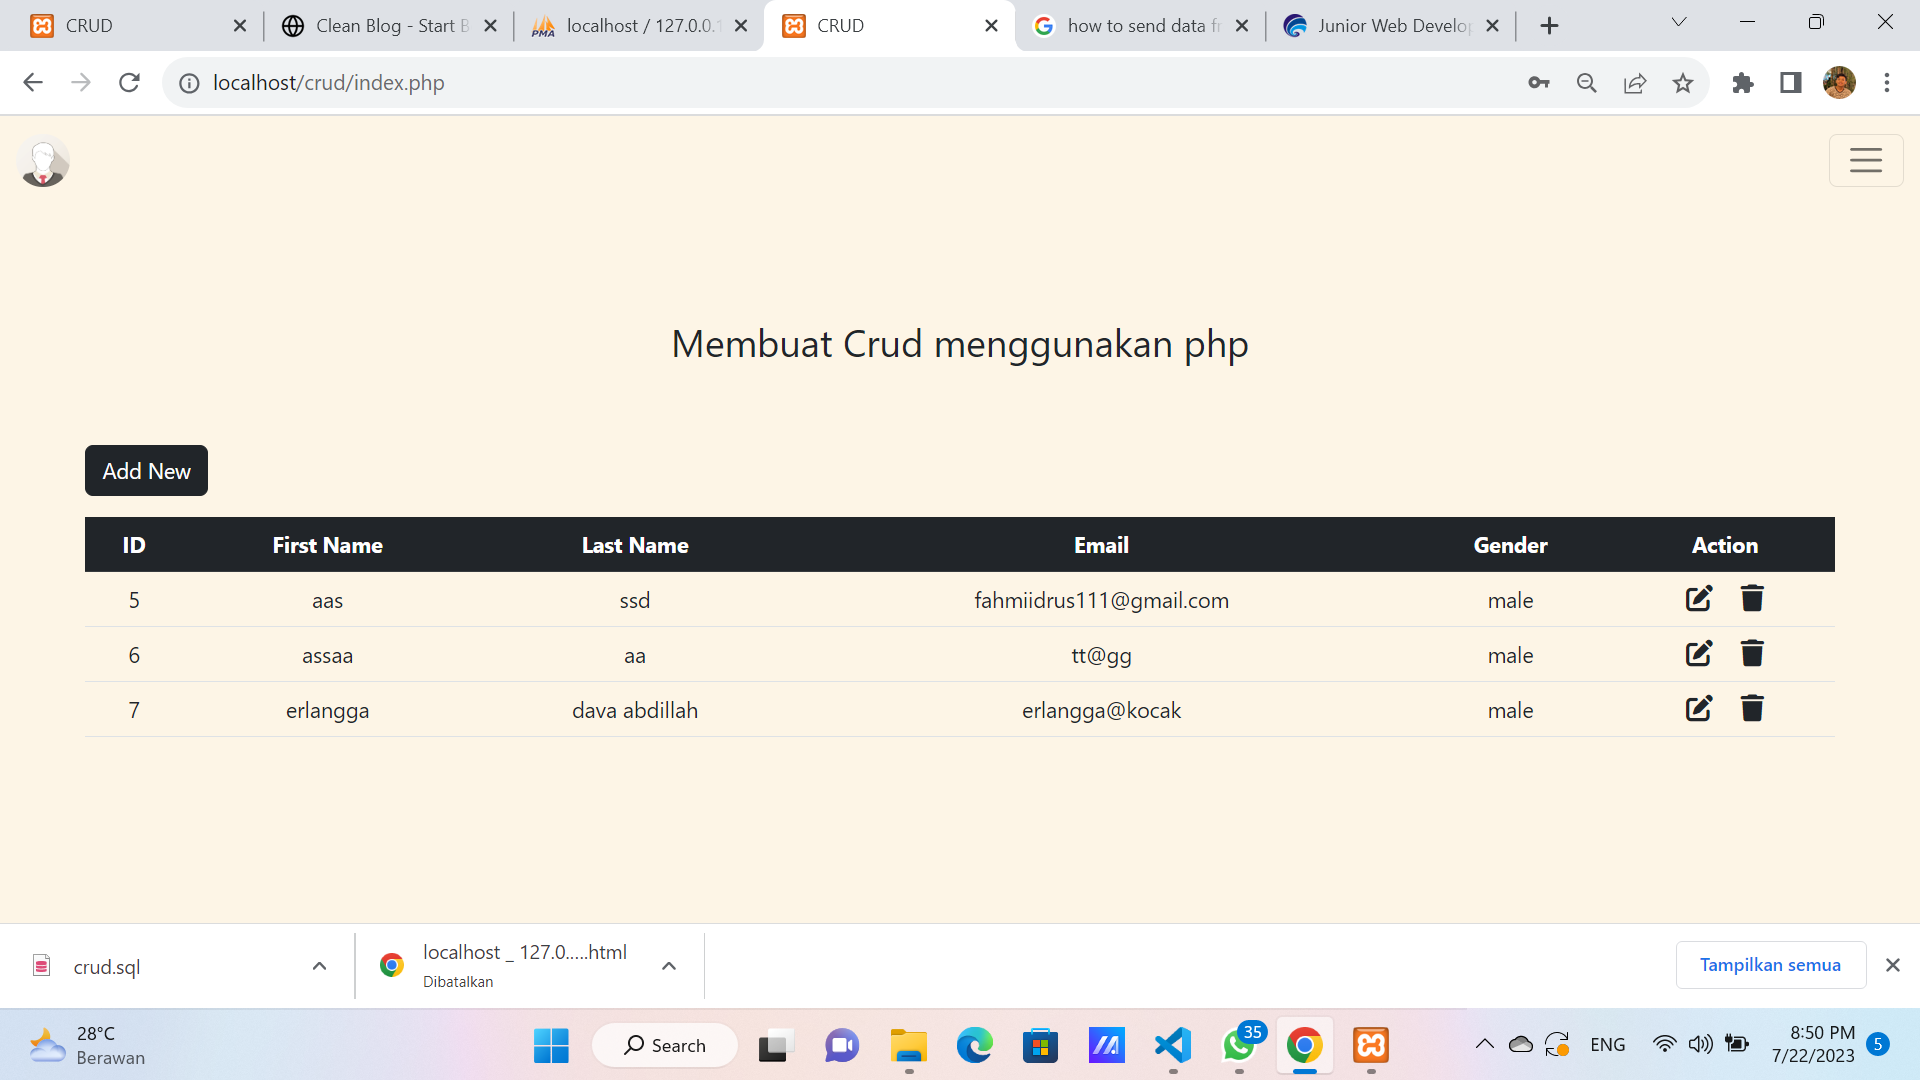 CRUD
Clean Blog - Start B
localhost / 127.0.0.1
CRUD
how to send data fr
Junior Web Develop
localhost/crud/index.php
Membuat Crud menggunakan php
Add New
ID First Name Last Name Email Gender Action
5 aas ssd fahmiidrus111@gmail.com male
6 assaa aa tt@gg male
7 erlangga dava abdillah erlangga@kocak male
crud.sql
localhost _ 127.0.....html
Dibatalkan
Tampilkan semua
28°C
Berawan
Search
35
ENG
8:50 PM
7/22/2023
5